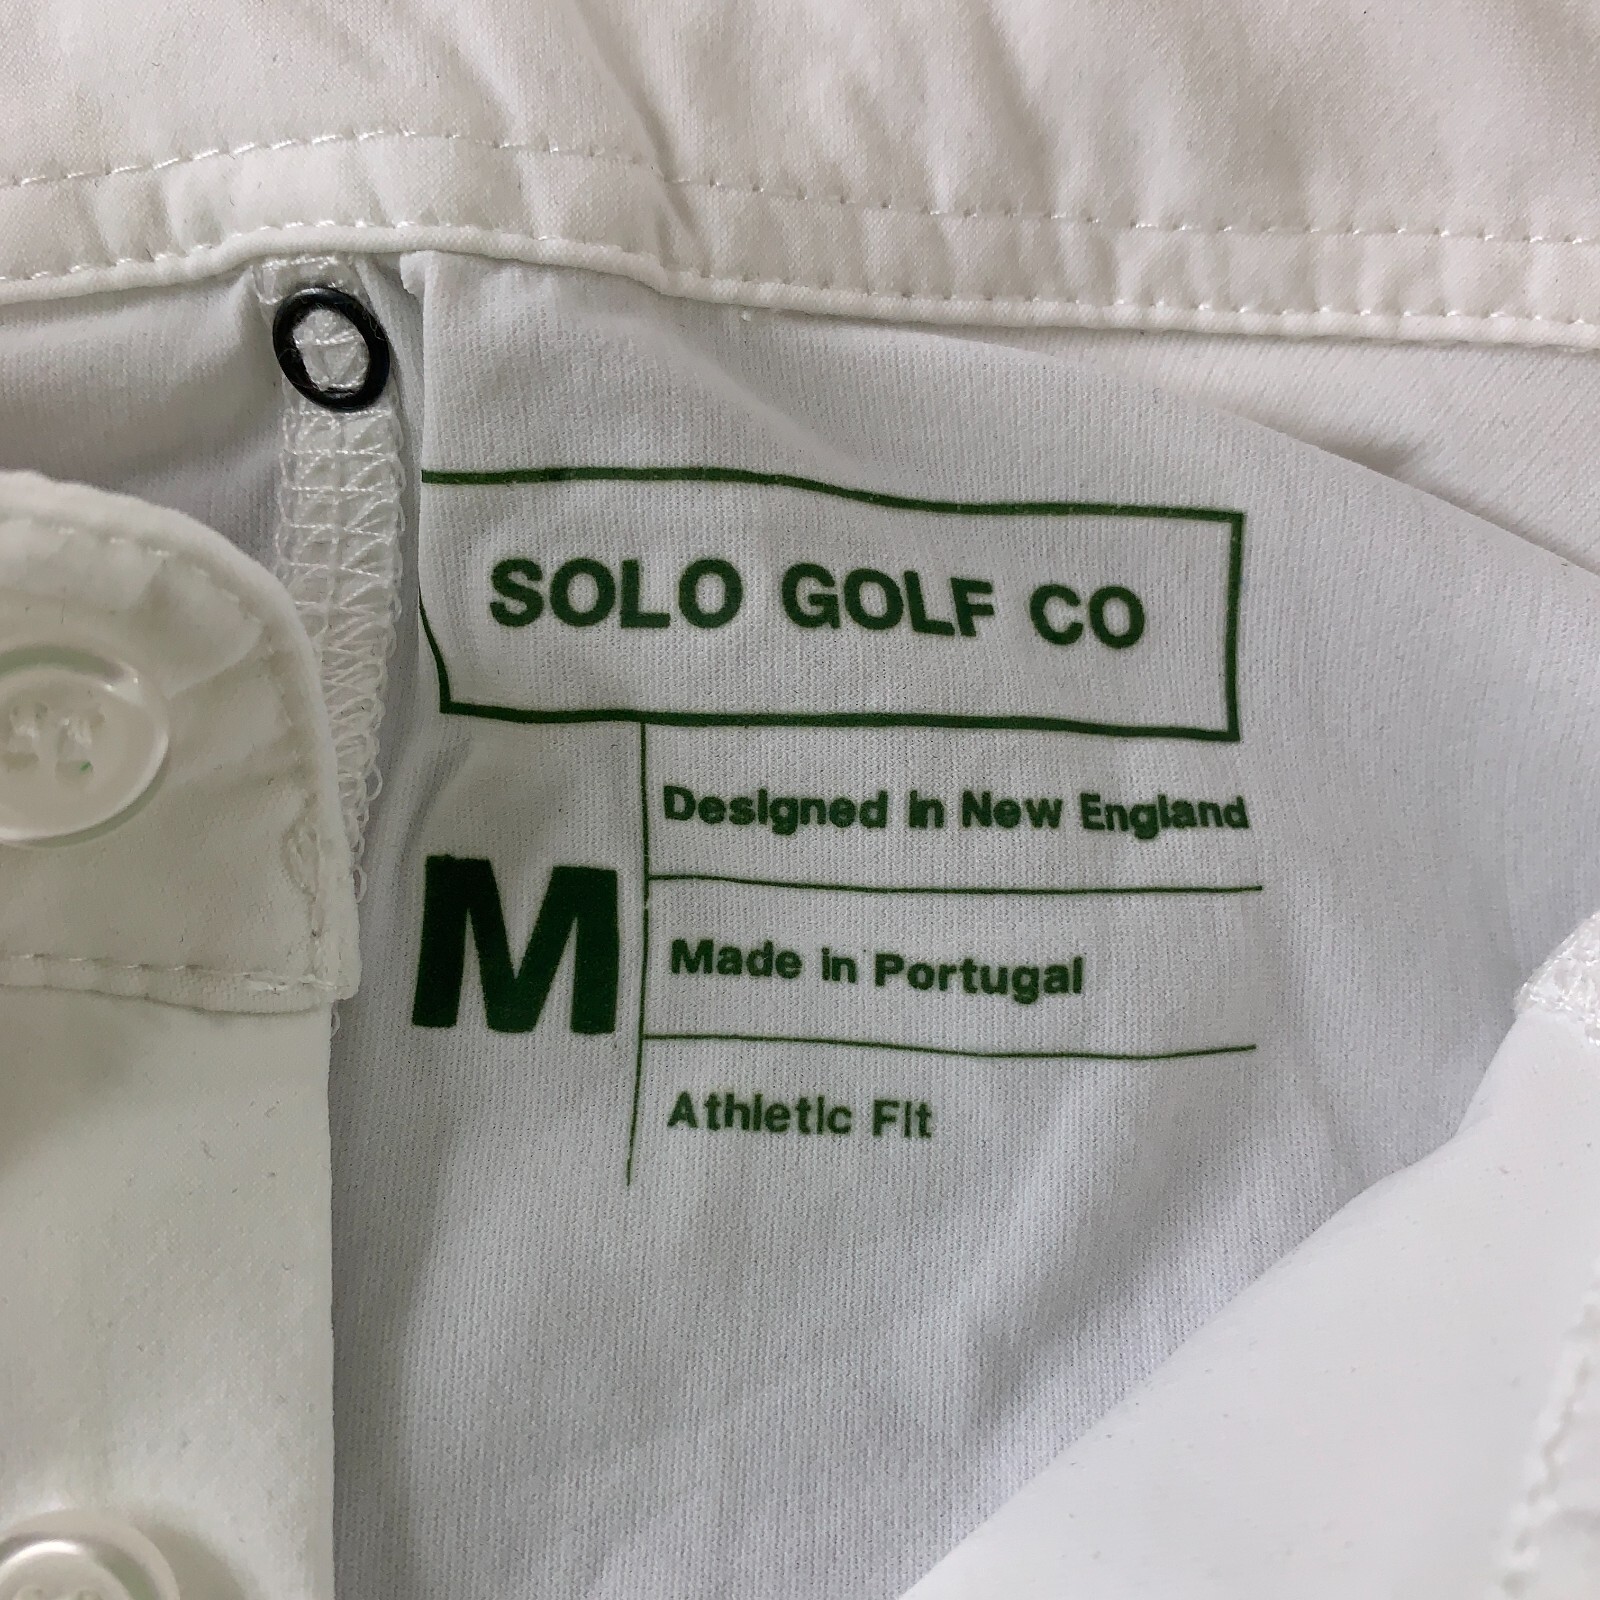 SOLO GOLF CO
M
Designed in New England
Made in Portugal
Athletic Fit